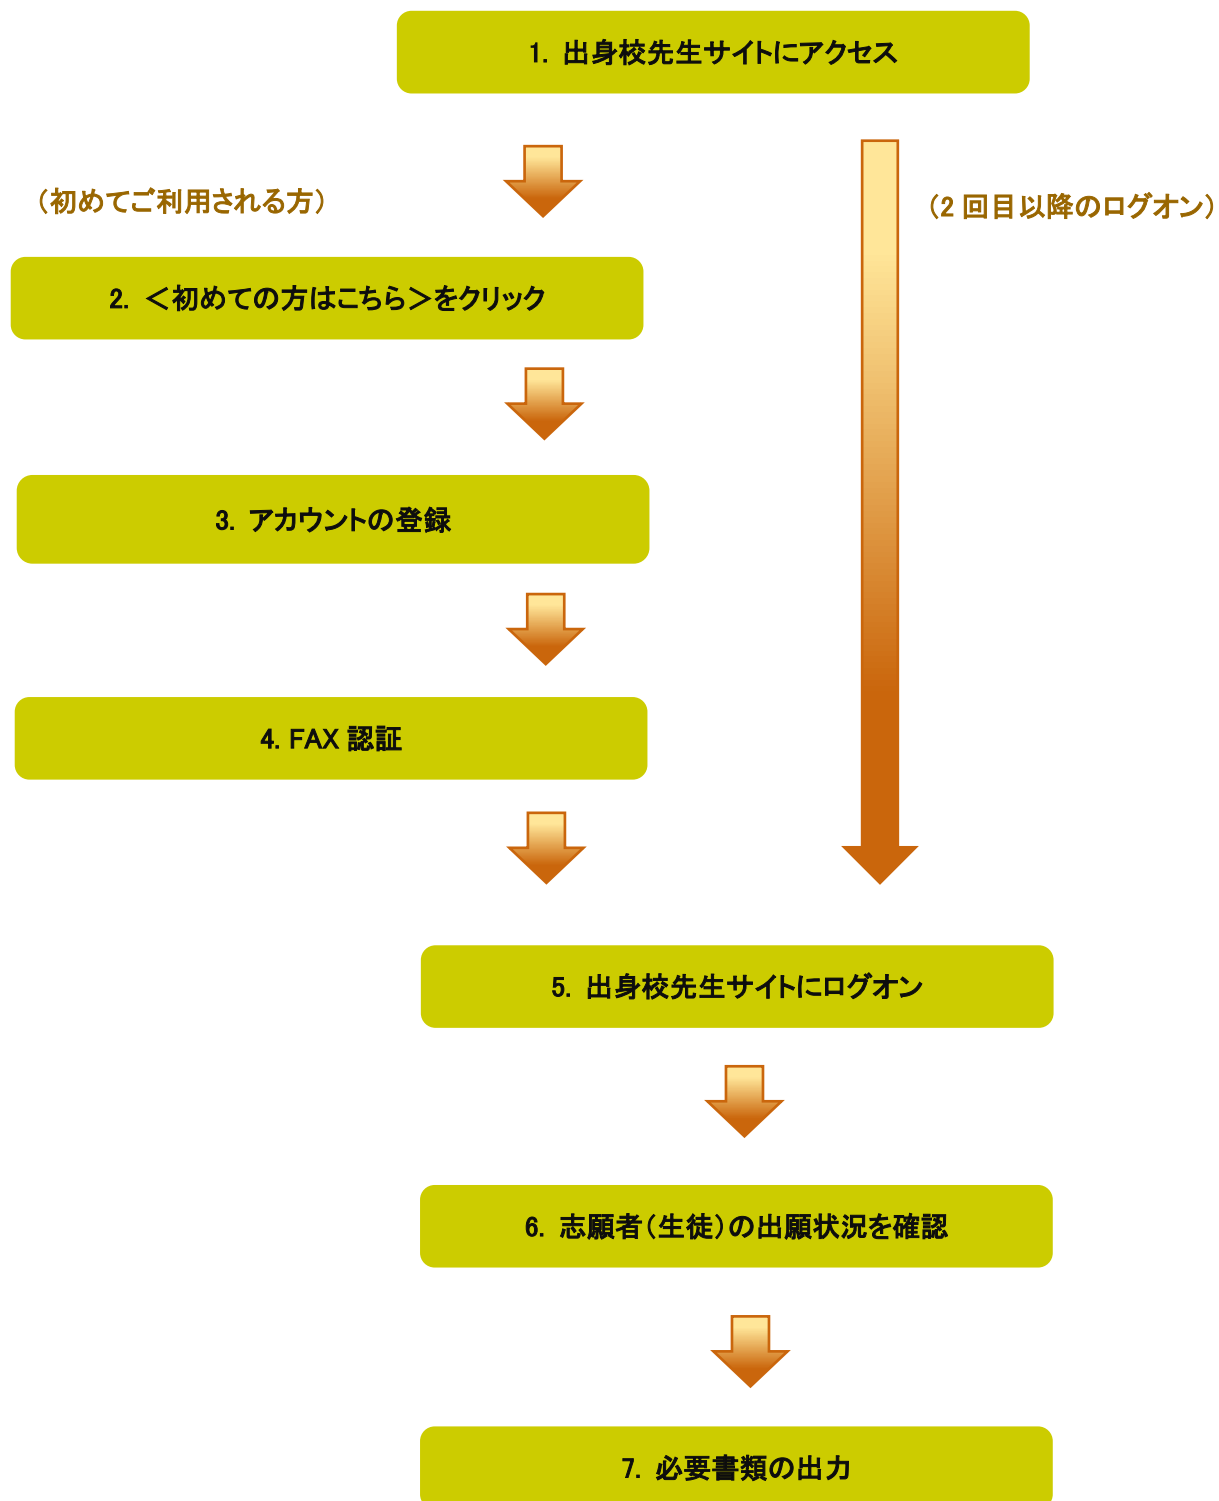 1. 出身校先生サイトにアクセス
（初めてご利用される方）
（2 回目以降のログオン）
2. ＜初めての方はこちら＞をクリック
3. アカウントの登録
4. FAX 認証
5. 出身校先生サイトにログオン
6. 志願者（生徒）の出願状況を確認
7. 必要書類の出力